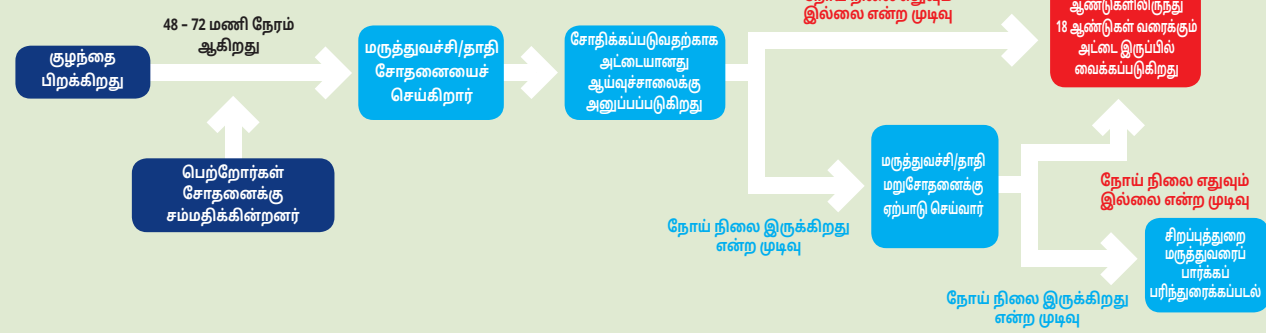 குழந்தை
பிறக்கிறது
48 – 72 மணி நேரம்
ஆகிறது
பெற்றோர்கள்
சோதனைக்கு
சம்மதிக்கின்றனர்
மருத்துவச்சி/தாதி
சோதனையைச்
செய்கிறார்
சோதிக்கப்படுவதற்காக
அட்டையானது
ஆய்வுச்சாலைக்கு
அனுப்பப்படுகிறது
நோய் நிலை எதுவும்
இல்லை என்ற முடிவு
ஆண்டுகளிலிருந்து
18 ஆண்டுகள் வரைக்கும்
அட்டை இருப்பில்
வைக்கப்படுகிறது
நோய் நிலை இருக்கிறது
என்ற முடிவு
மருத்துவச்சி/தாதி
மறுசோதனைக்கு
ஏற்பாடு செய்வார்
நோய் நிலை எதுவும்
இல்லை என்ற முடிவு
நோய் நிலை இருக்கிறது
என்ற முடிவு
சிறப்புத்துறை
மருத்துவரைப்
பார்க்கப்
பரிந்துரைக்கப்படல்